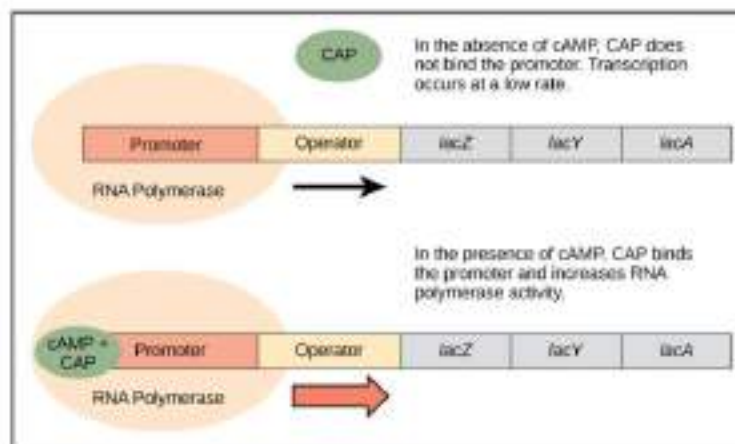 CAP
In the absence of cAMP, CAP does
not bind the promoter. Transcription
occurs at a low rate.
Promoter Operator lacZ lacY lacA
RNA Polymerase
In the presence of cAMP, CAP binds
the promoter and increases RNA
polymerase activity.
cAMP +
CAP
Promoter Operator lacZ lacY lacA
RNA Polymerase